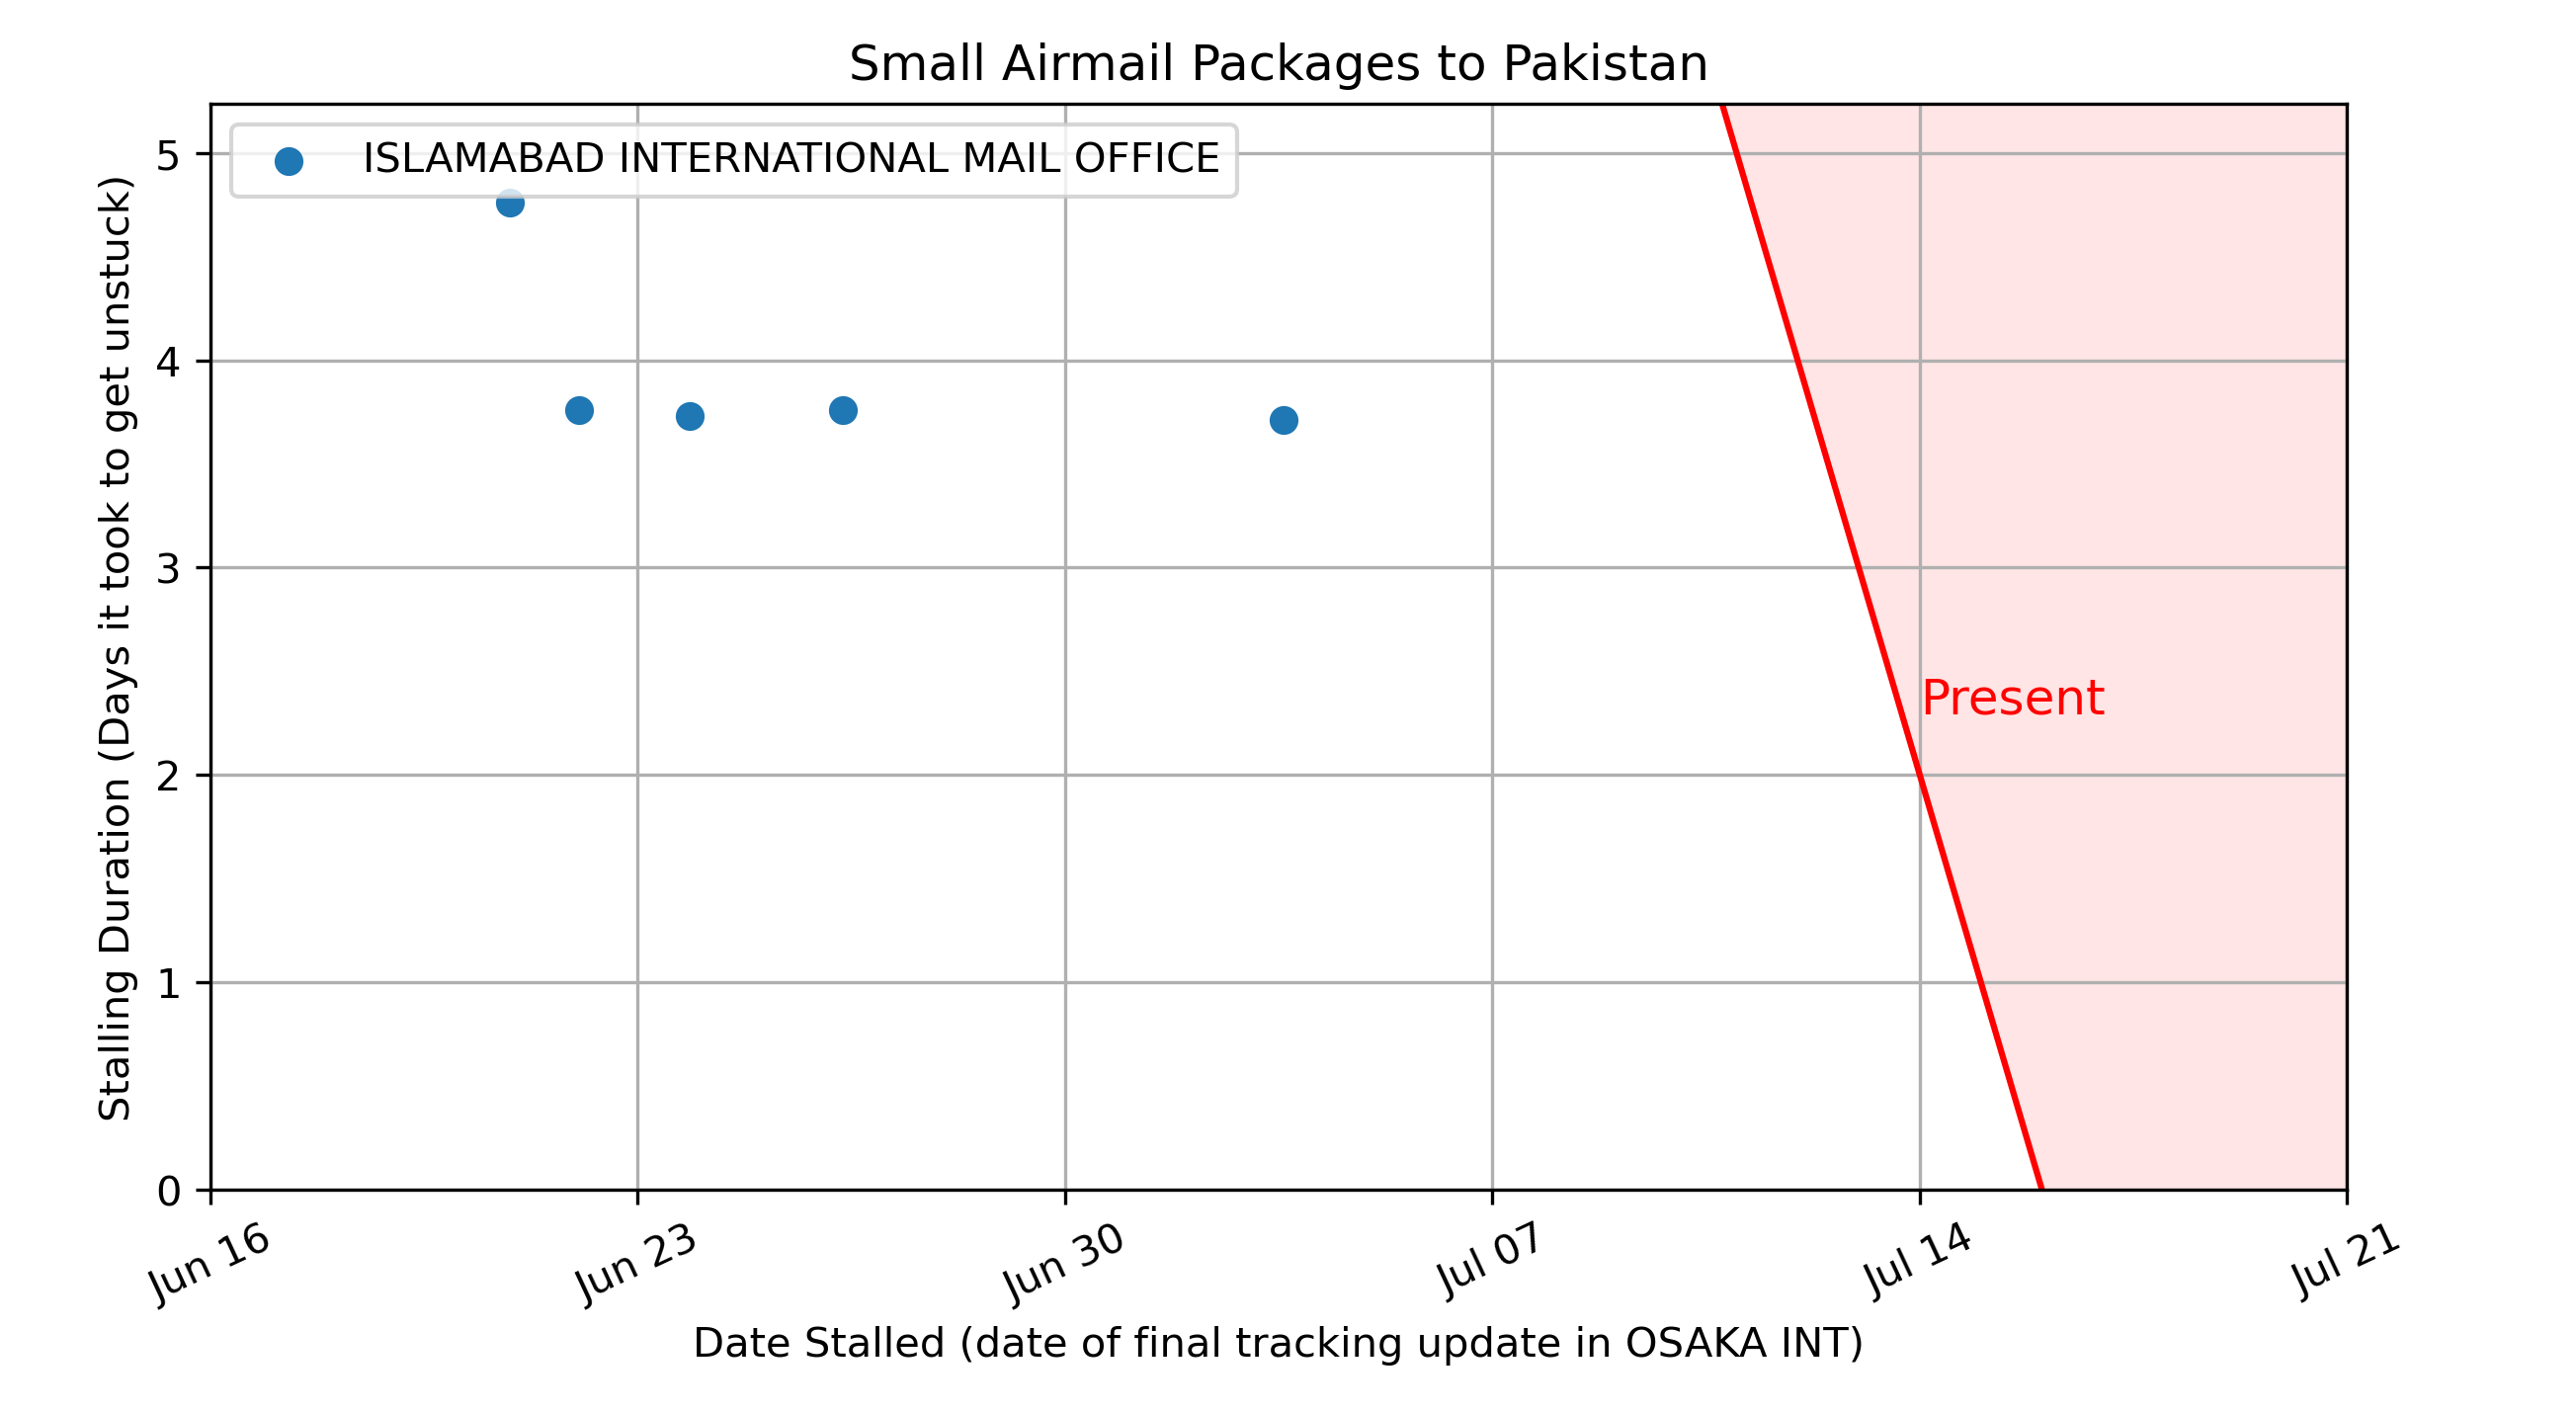 Small Airmail Packages to Pakistan
ISLAMABAD INTERNATIONAL MAIL OFFICE
Stalling Duration (Days it took to get unstuck)
5
4
3
2
1
0
Present
Jun 16
Jun 23
Jun 30
Jul 07
Jul 14
Jul 21
Date Stalled (date of final tracking update in OSAKA INT)